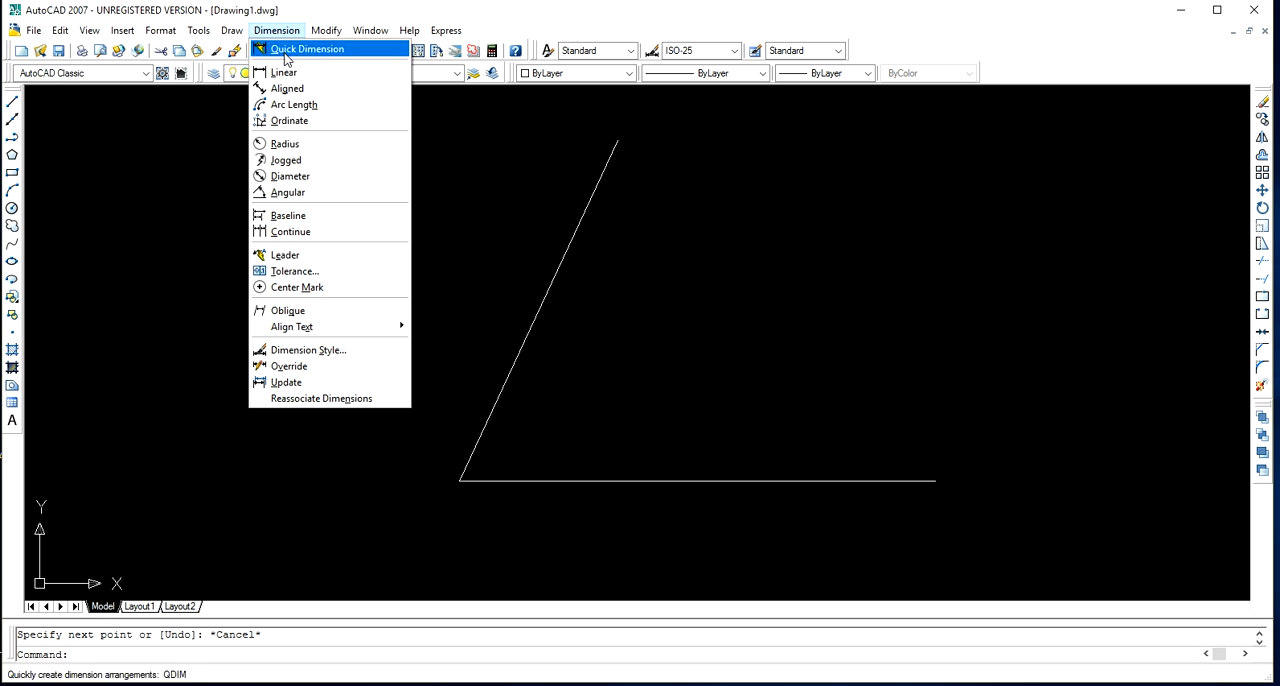 AutoCAD 2007 - UNREGISTERED VERSION - [Drawing1.dwg]
File Edit View Insert Format Tools Draw Dimension Modify Window Help Express
Standard ISO-25 Standard
AutoCAD Classic ByLayer ByLayer ByLayer ByColor
Quick Dimension
Linear
Aligned
Arc Length
Ordinate
Radius
Jogged
Diameter
Angular
Baseline
Continue
Leader
Tolerance...
Center Mark
Oblique
Align Text
Dimension Style...
Override
Update
Reassociate Dimensions
A
Y
X
Model Layout1 Layout2
Specify next point or [Undo]: *Cancel*
Command:
Quickly create dimension arrangements: QDIM